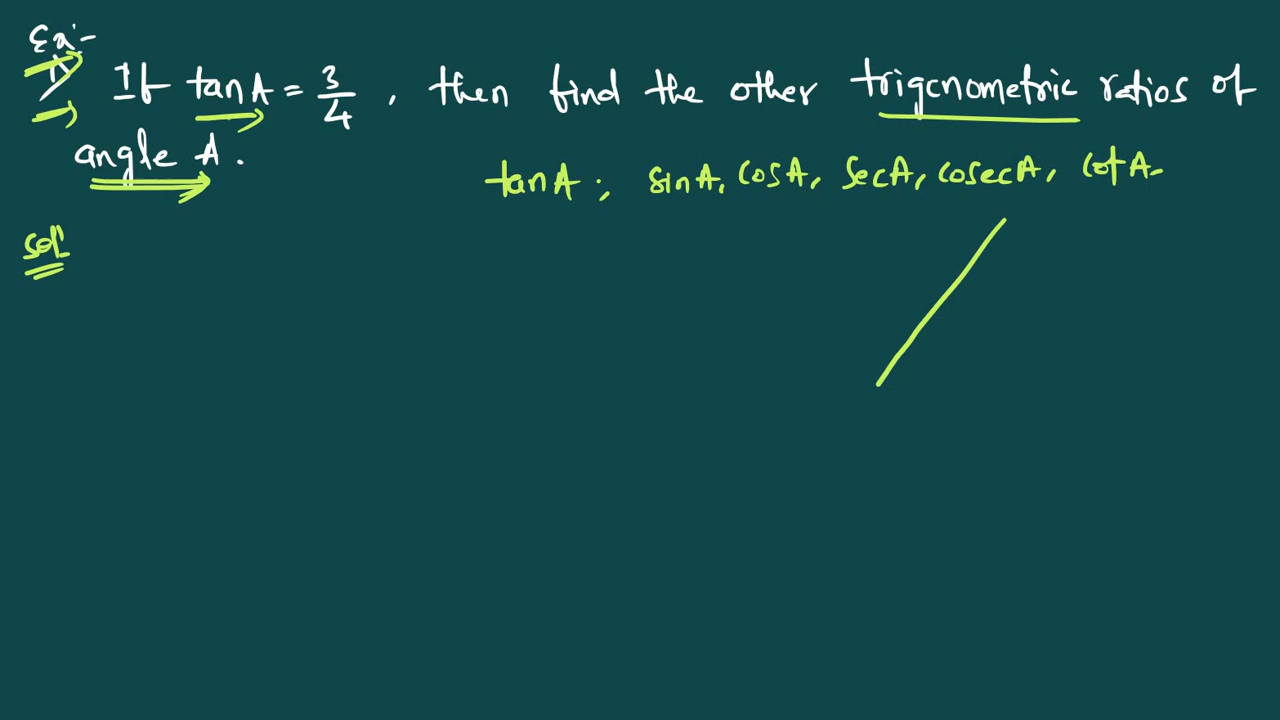 Ex:-
1) If tanA = 3/4 , then find the other trigonometric ratios of
angle A.
tanA ; sinA, cosA, secA, cosecA, cotA.
sol: